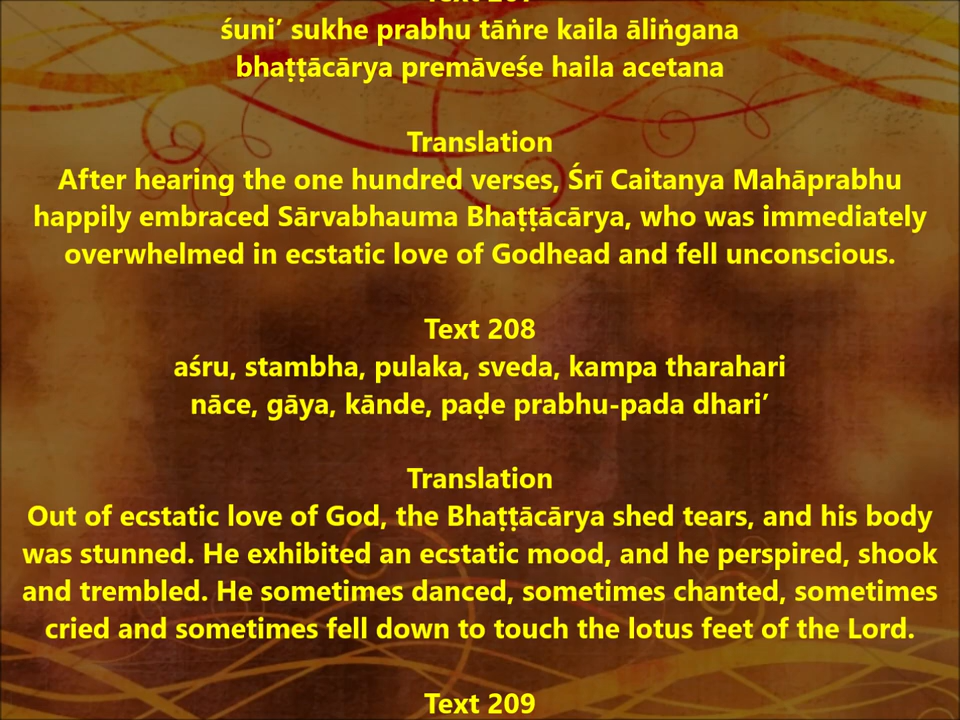 Text 207
śuni’ sukhe prabhu tāṅre kaila āliṅgana
bhaṭṭācārya premāveśe haila acetana
Translation
After hearing the one hundred verses, Śrī Caitanya Mahāprabhu
happily embraced Sārvabhauma Bhaṭṭācārya, who was immediately
overwhelmed in ecstatic love of Godhead and fell unconscious.
Text 208
aśru, stambha, pulaka, sveda, kampa tharahari
nāce, gāya, kānde, paḍe prabhu-pada dhari’
Translation
Out of ecstatic love of God, the Bhaṭṭācārya shed tears, and his body
was stunned. He exhibited an ecstatic mood, and he perspired, shook
and trembled. He sometimes danced, sometimes chanted, sometimes
cried and sometimes fell down to touch the lotus feet of the Lord.
Text 209